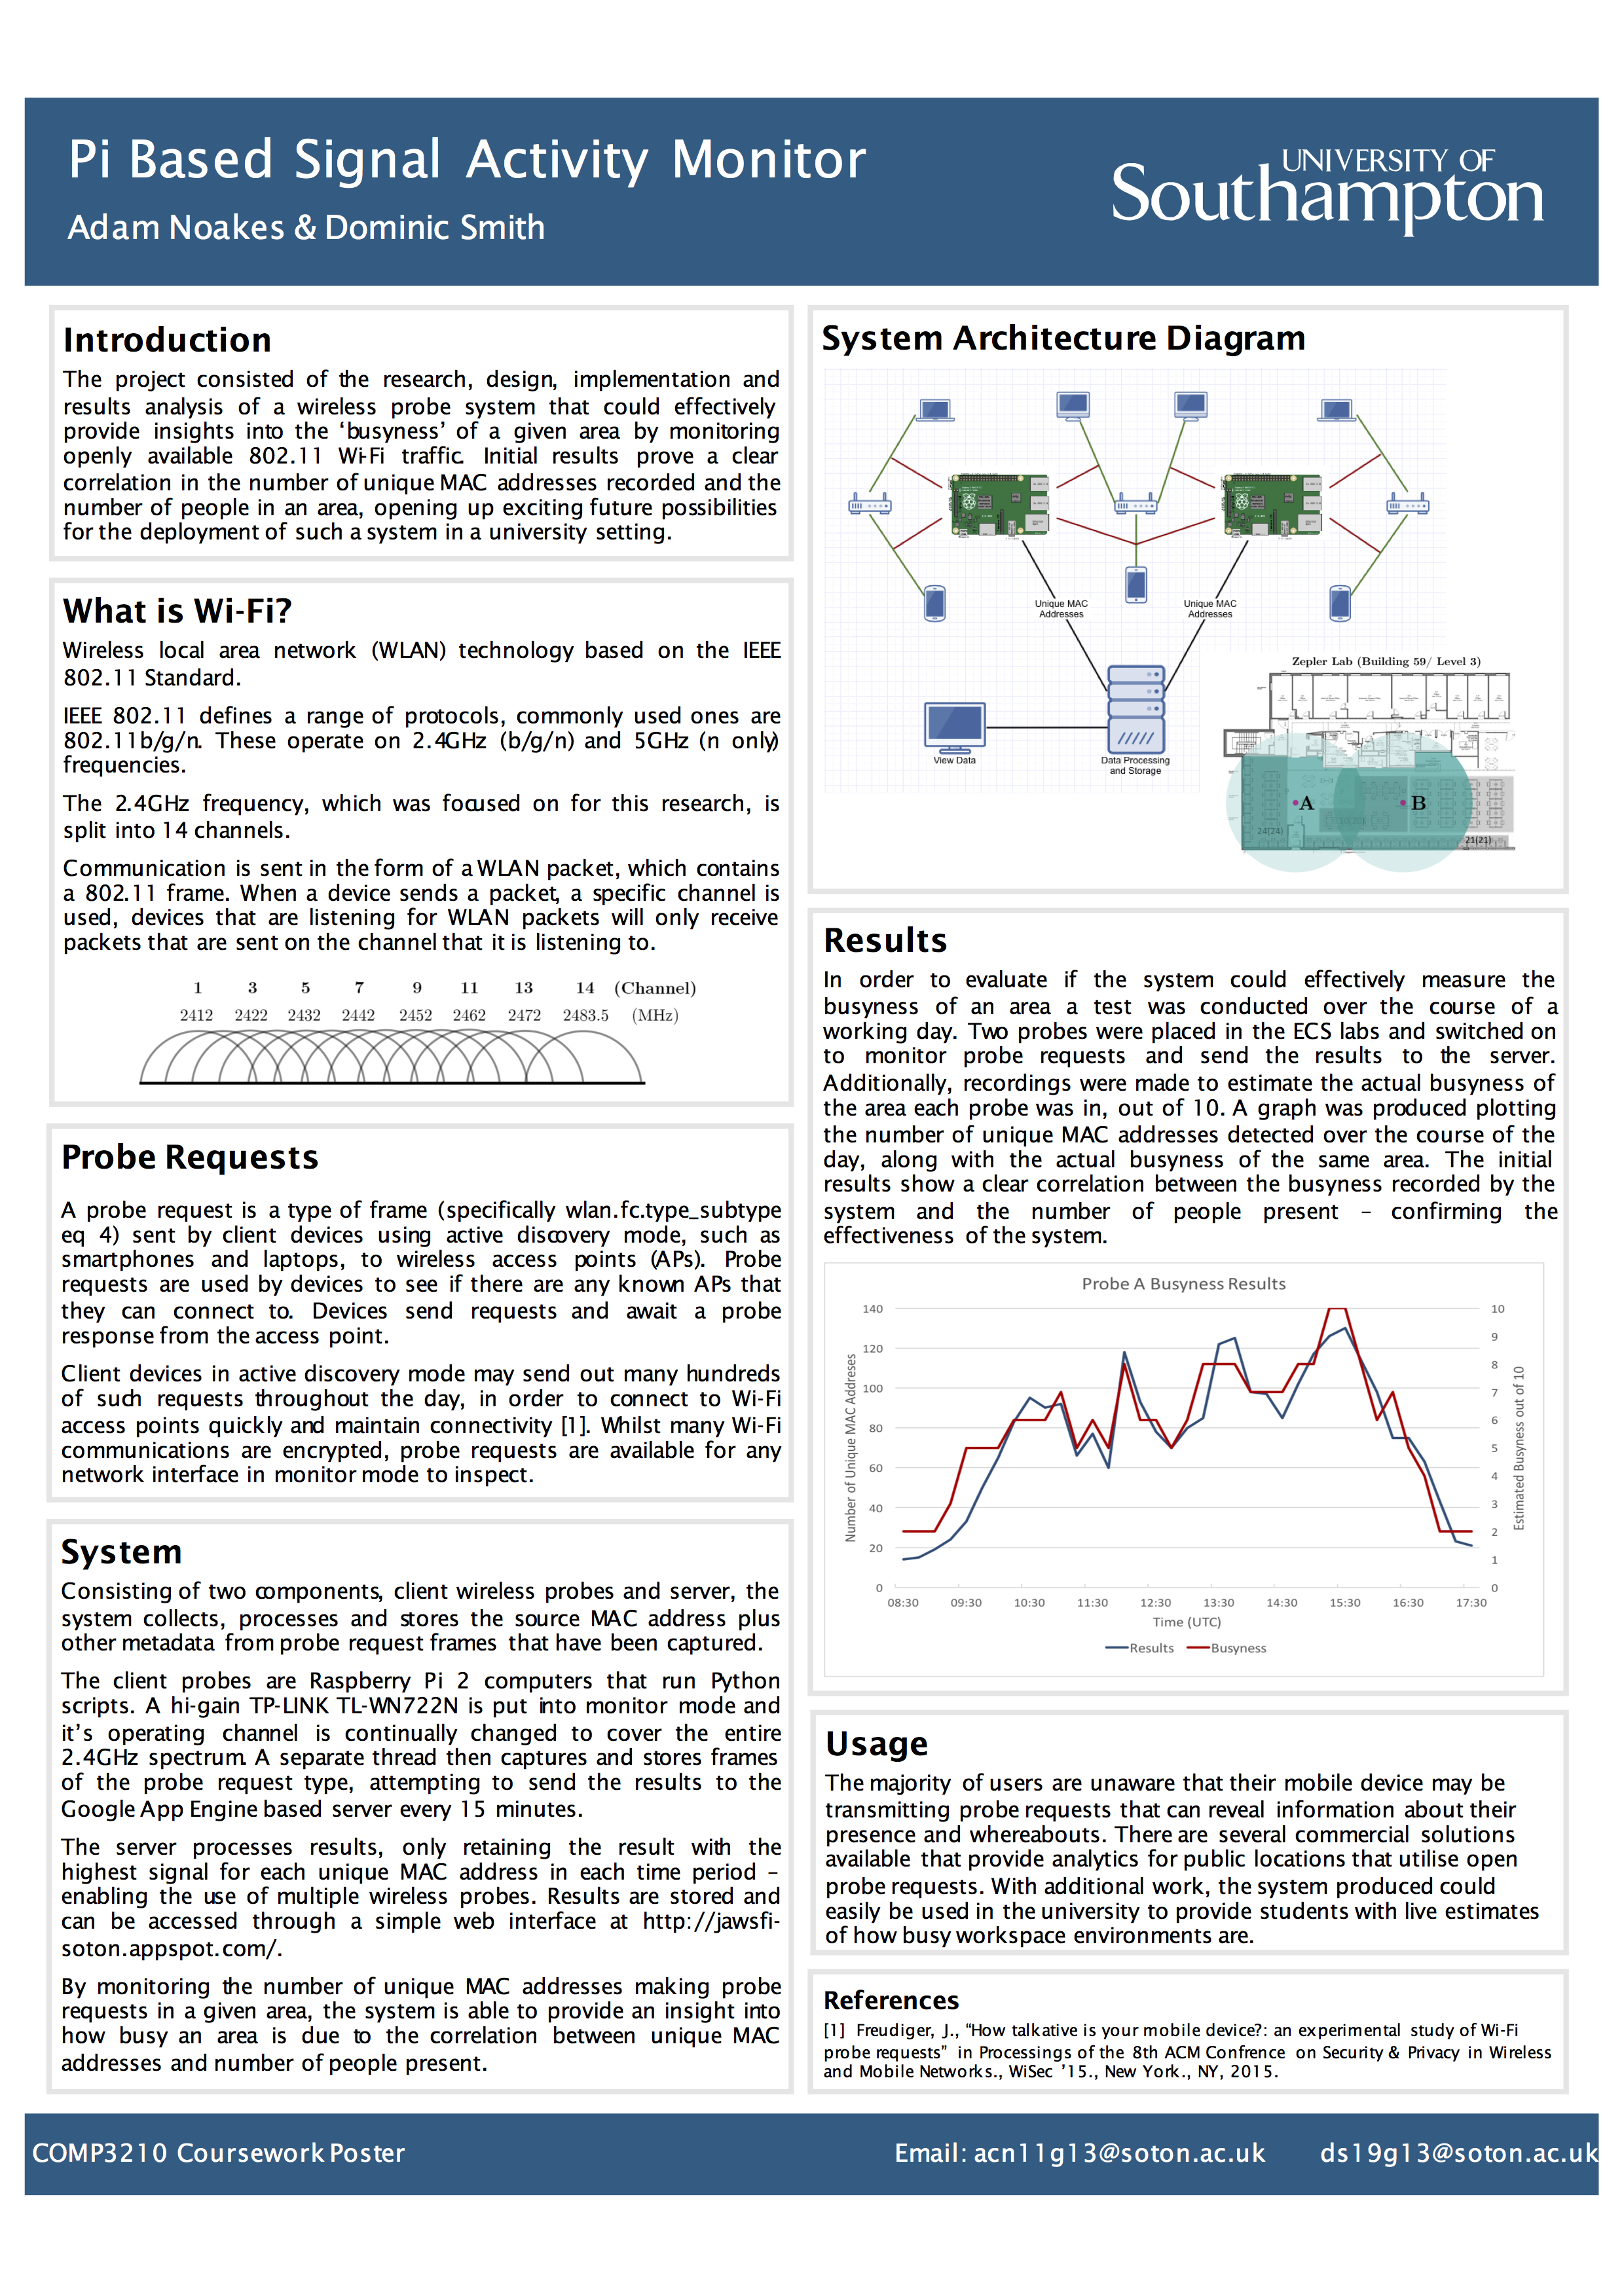 Pi Based Signal Activity Monitor
Adam Noakes & Dominic Smith
UNIVERSITY OF
Southampton
Introduction
The project consisted of the research, design, implementation and
results analysis of a wireless probe system that could effectively
provide insights into the ‘busyness’ of a given area by monitoring
openly available 802.11 Wi-Fi traffic. Initial results prove a clear
correlation in the number of unique MAC addresses recorded and the
number of people in an area, opening up exciting future possibilities
for the deployment of such a system in a university setting.
What is Wi-Fi?
Wireless local area network (WLAN) technology based on the IEEE
802.11 Standard.
IEEE 802.11 defines a range of protocols, commonly used ones are
802.11b/g/n. These operate on 2.4GHz (b/g/n) and 5GHz (n only)
frequencies.
The 2.4GHz frequency, which was focused on for this research, is
split into 14 channels.
Communication is sent in the form of a WLAN packet, which contains
a 802.11 frame. When a device sends a packet, a specific channel is
used, devices that are listening for WLAN packets will only receive
packets that are sent on the channel that it is listening to.
1 3 5 7 9 11 13 14 (Channel)
2412 2422 2432 2442 2452 2462 2472 2483.5 (MHz)
Probe Requests
A probe request is a type of frame (specifically wlan.fc.type_subtype
eq 4) sent by client devices using active discovery mode, such as
smartphones and laptops, to wireless access points (APs). Probe
requests are used by devices to see if there are any known APs that
they can connect to. Devices send requests and await a probe
response from the access point.
Client devices in active discovery mode may send out many hundreds
of such requests throughout the day, in order to connect to Wi-Fi
access points quickly and maintain connectivity [1]. Whilst many Wi-Fi
communications are encrypted, probe requests are available for any
network interface in monitor mode to inspect.
System
Consisting of two components, client wireless probes and server, the
system collects, processes and stores the source MAC address plus
other metadata from probe request frames that have been captured.
The client probes are Raspberry Pi 2 computers that run Python
scripts. A hi-gain TP-LINK TL-WN722N is put into monitor mode and
it’s operating channel is continually changed to cover the entire
2.4GHz spectrum. A separate thread then captures and stores frames
of the probe request type, attempting to send the results to the
Google App Engine based server every 15 minutes.
The server processes results, only retaining the result with the
highest signal for each unique MAC address in each time period –
enabling the use of multiple wireless probes. Results are stored and
can be accessed through a simple web interface at http://jawsfi-
soton.appspot.com/.
By monitoring the number of unique MAC addresses making probe
requests in a given area, the system is able to provide an insight into
how busy an area is due to the correlation between unique MAC
addresses and number of people present.
System Architecture Diagram
Unique MAC
Addresses
Unique MAC
Addresses
View Data
Data Processing
and Storage
Zepler Lab (Building 59/ Level 3)
A
B
24(24)
21(21)
Results
In order to evaluate if the system could effectively measure the
busyness of an area a test was conducted over the course of a
working day. Two probes were placed in the ECS labs and switched on
to monitor probe requests and send the results to the server.
Additionally, recordings were made to estimate the actual busyness of
the area each probe was in, out of 10. A graph was produced plotting
the number of unique MAC addresses detected over the course of the
day, along with the actual busyness of the same area. The initial
results show a clear correlation between the busyness recorded by the
system and the number of people present – confirming the
effectiveness of the system.
Probe A Busyness Results
Number of Unique MAC Addresses
140
120
100
80
60
40
20
0
10
9
8
7
6
5
4
3
2
1
0
Estimated Busyness out of 10
08:30 09:30 10:30 11:30 12:30 13:30 14:30 15:30 16:30 17:30
Time (UTC)
Results Busyness
Usage
The majority of users are unaware that their mobile device may be
transmitting probe requests that can reveal information about their
presence and whereabouts. There are several commercial solutions
available that provide analytics for public locations that utilise open
probe requests. With additional work, the system produced could
easily be used in the university to provide students with live estimates
of how busy workspace environments are.
References
[1] Freudiger, J., “How talkative is your mobile device?: an experimental study of Wi-Fi
probe requests” in Processings of the 8th ACM Confrence on Security & Privacy in Wireless
and Mobile Networks., WiSec ’15., New York., NY, 2015.
COMP3210 Coursework Poster
Email: acn11g13@soton.ac.uk ds19g13@soton.ac.uk